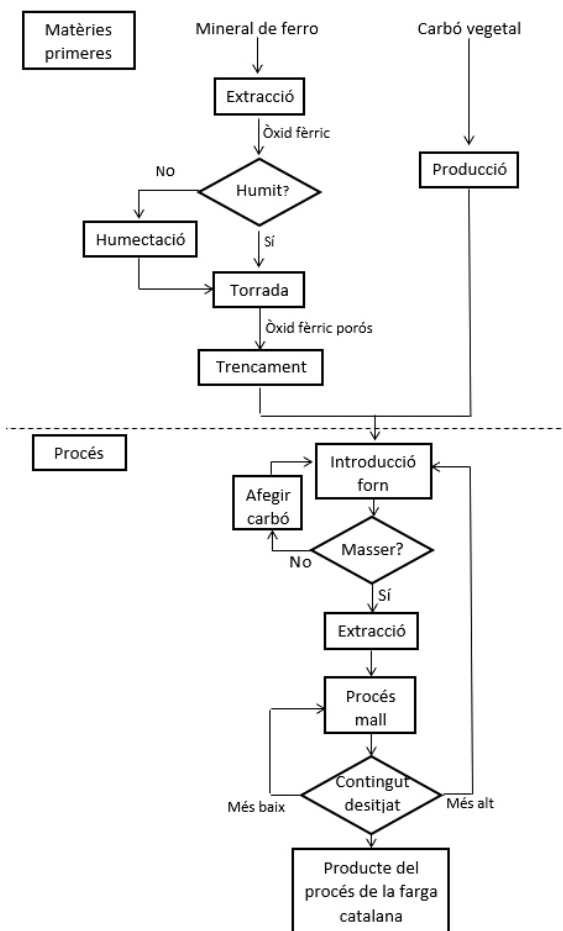 Matèries
primeres
Mineral de ferro
Carbó vegetal
Extracció
Òxid fèrric
No
Humit?
Producció
Humectació
Sí
Torrada
Òxid fèrric porós
Trencament
Procés
Introducció
forn
Afegir
carbó
Masser?
No
Sí
Extracció
Procés
mall
Contingut
desitjat
Més baix
Més alt
Producte del
procés de la farga
catalana